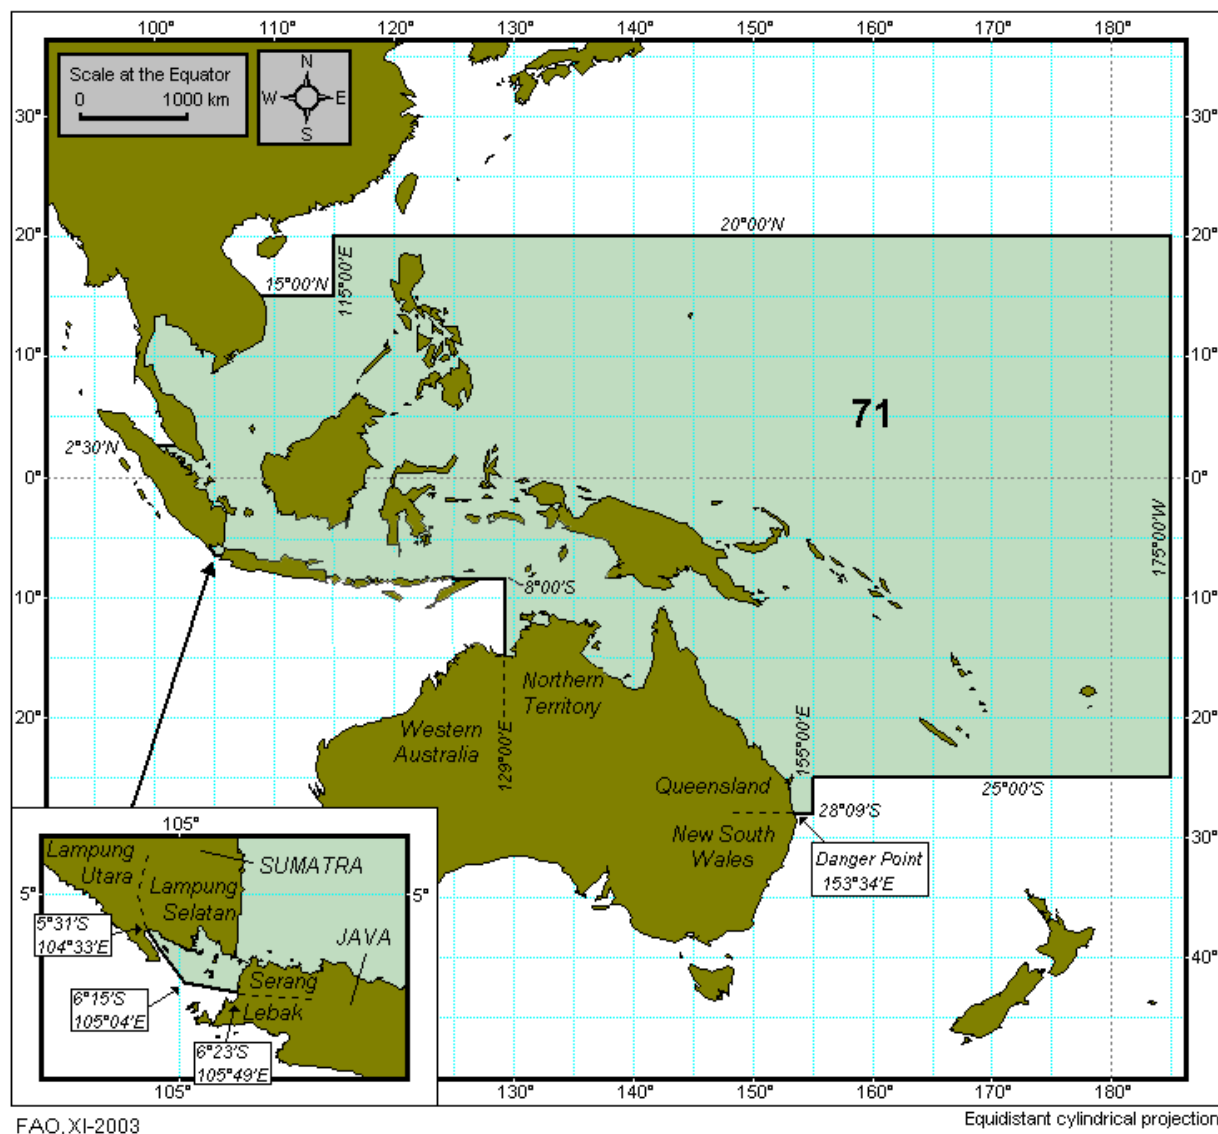 100° 110° 120° 130° 140° 150° 160° 170° 180°
Scale at the Equator
0 1000 km
N
W E
S
30° 30°
20°00'N
20° 20°
115°00'E
15°00'N
10° 10°
71
2°30'N
0° 0°
175°00'W
8°00'S
10° 10°
Northern
Territory
Western
Australia
129°00'E
155°00'E
20° 20°
Queensland
25°00'S
28°09'S
New South
Wales
30°
Danger Point
153°34'E
40°
105°
Lampung
Utara
SUMATRA
Lampung
Selatan
5° 5°
5°31'S
104°33'E
JAVA
Serang
Lebak
6°15'S
105°04'E
6°23'S
105°49'E
105°
130° 140° 150° 160° 170° 180°
FAO, XI-2003
Equidistant cylindrical projection